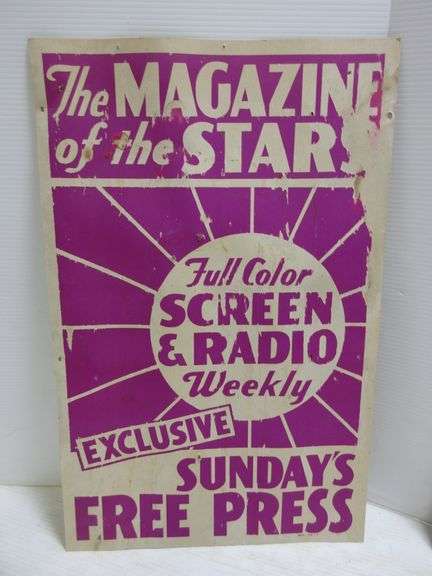 The MAGAZINE
of the STARS
Full Color
SCREEN
& RADIO
Weekly
EXCLUSIVE
SUNDAY'S
FREE PRESS